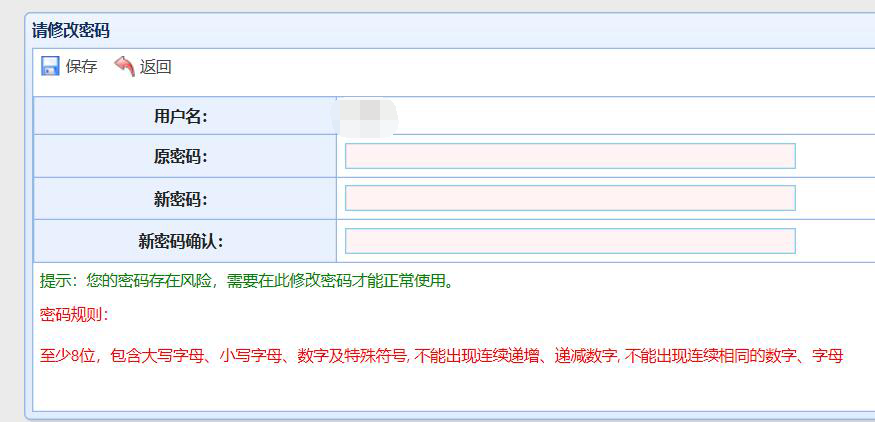 请修改密码
保存 返回
用户名：
原密码：
新密码：
新密码确认：
提示：您的密码存在风险，需要在此修改密码才能正常使用。
密码规则：
至少8位，包含大写字母、小写字母、数字及特殊符号, 不能出现连续递增、递减数字, 不能出现连续相同的数字、字母